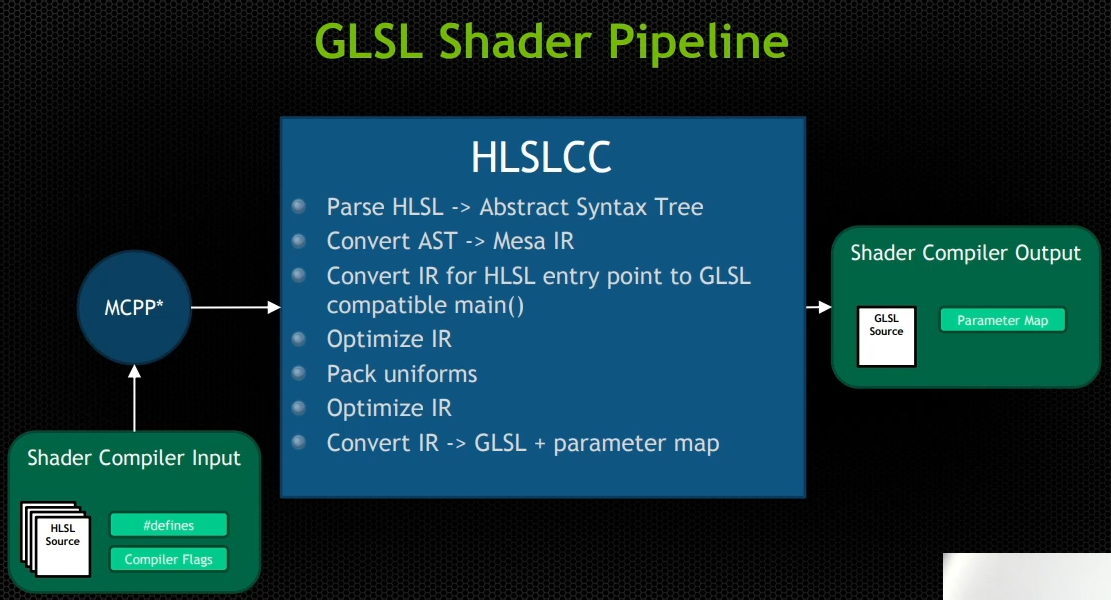 GLSL Shader Pipeline
HLSLCC
Parse HLSL -> Abstract Syntax Tree
Convert AST -> Mesa IR
Convert IR for HLSL entry point to GLSL
compatible main()
Optimize IR
Pack uniforms
Optimize IR
Convert IR -> GLSL + parameter map
MCPP*
Shader Compiler Input
HLSL
Source
#defines
Compiler Flags
Shader Compiler Output
GLSL
Source
Parameter Map